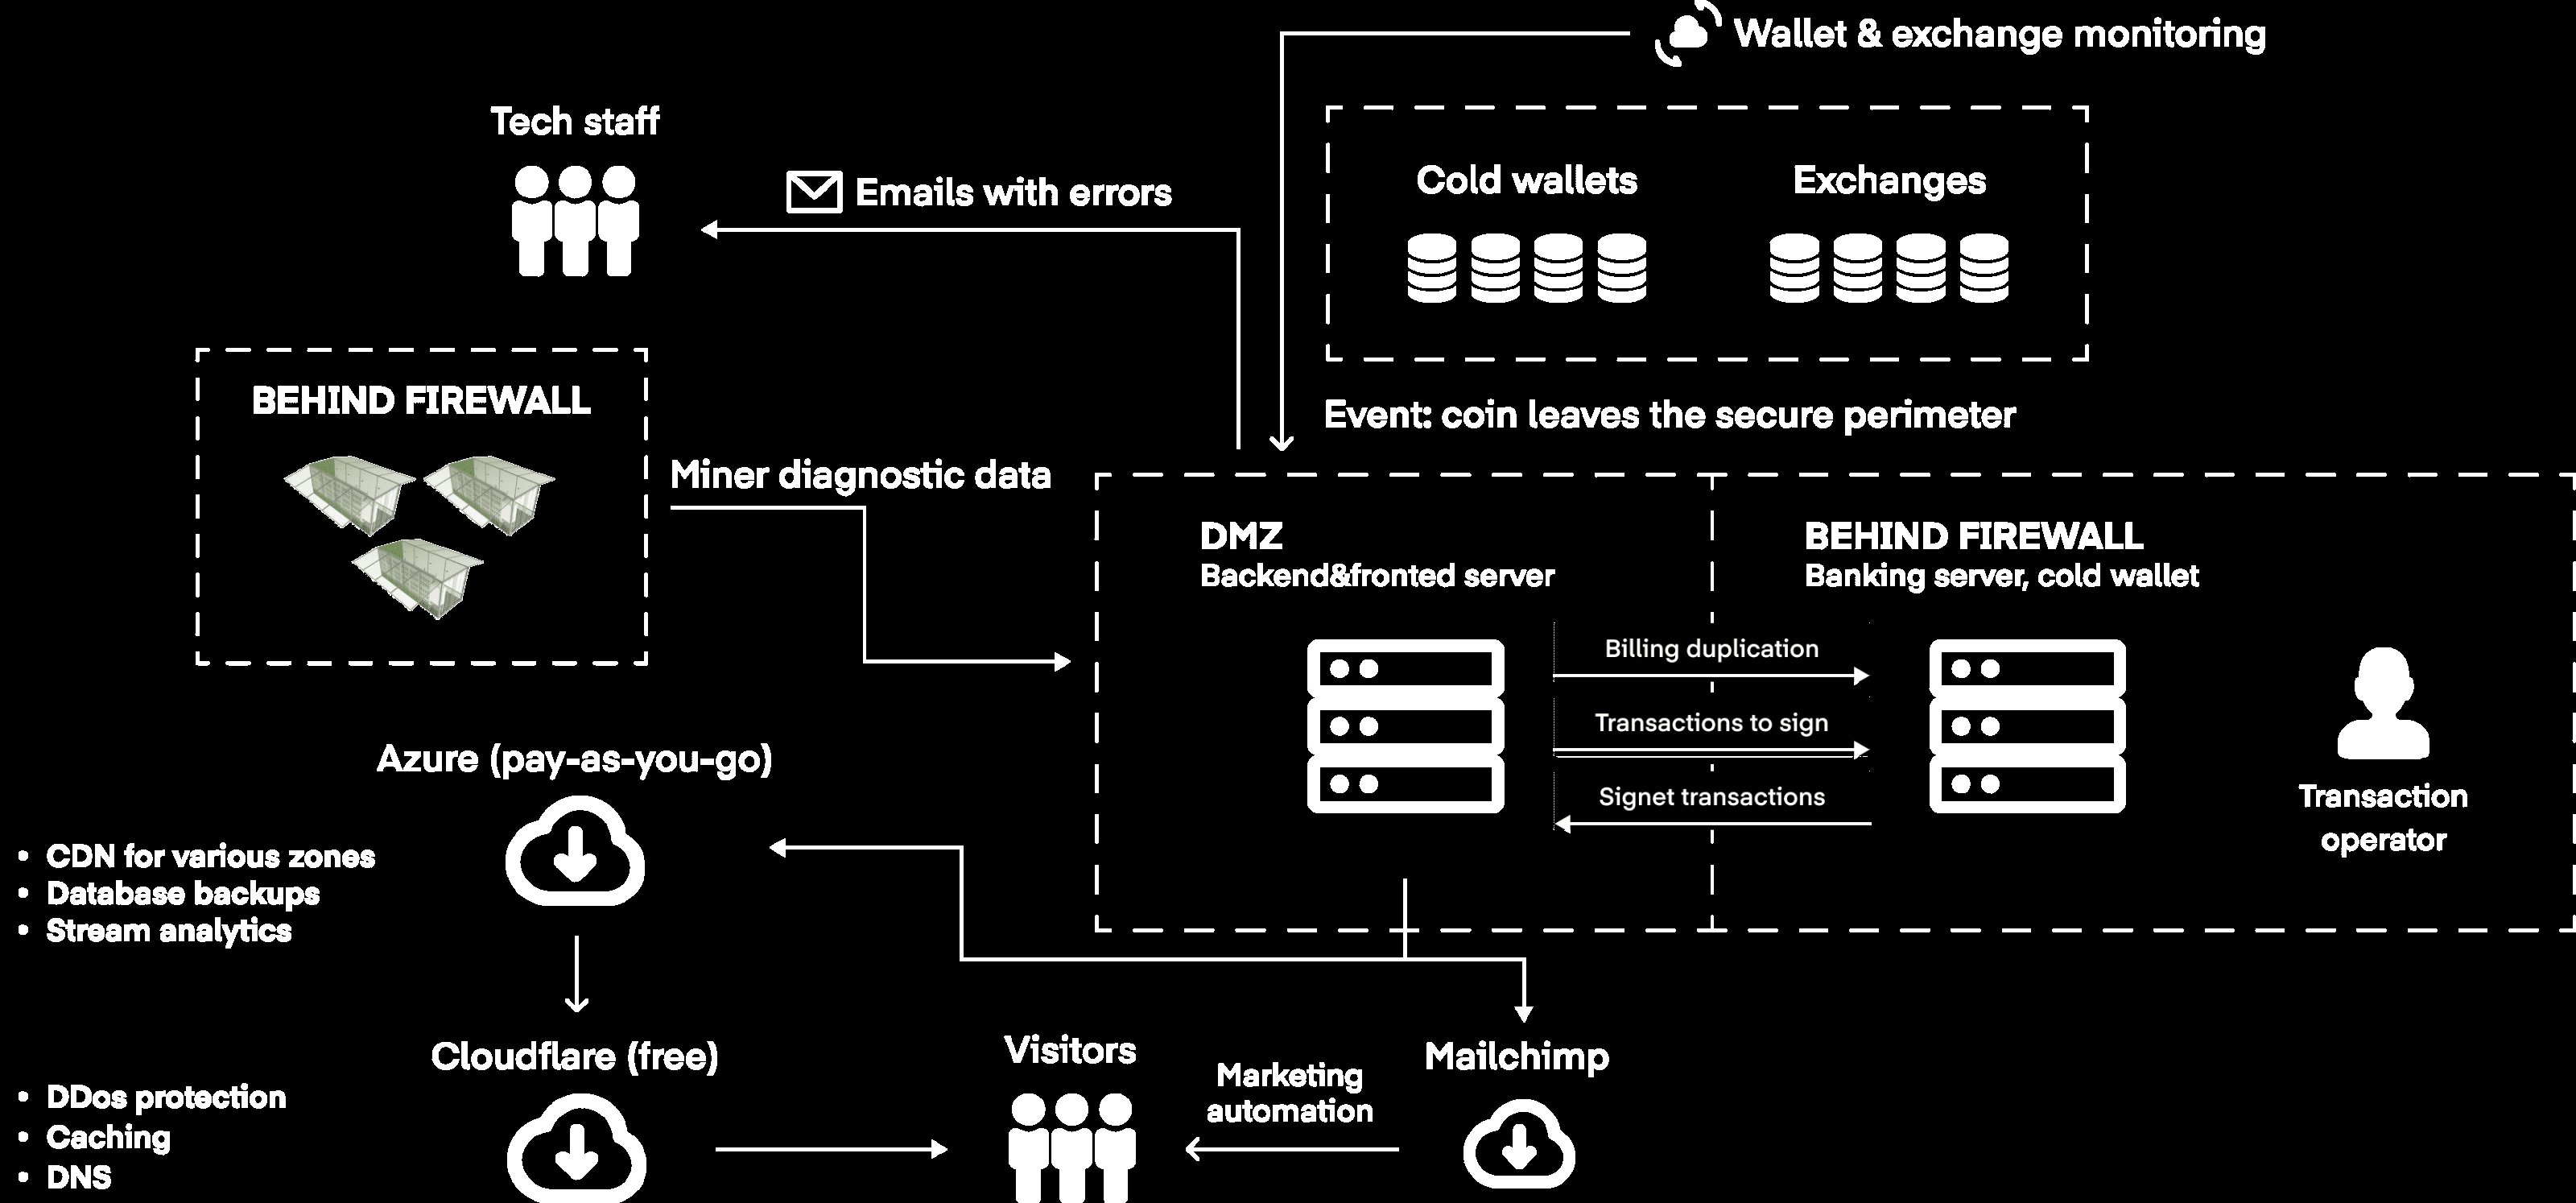 Wallet & exchange monitoring
Tech staff
Emails with errors
Cold wallets
Exchanges
Event: coin leaves the secure perimeter
BEHIND FIREWALL
Miner diagnostic data
DMZ
Backend&fronted server
BEHIND FIREWALL
Banking server, cold wallet
Billing duplication
Transactions to sign
Signet transactions
Transaction
operator
Azure (pay-as-you-go)
• CDN for various zones
• Database backups
• Stream analytics
Cloudflare (free)
• DDos protection
• Caching
• DNS
Visitors
Marketing
automation
Mailchimp